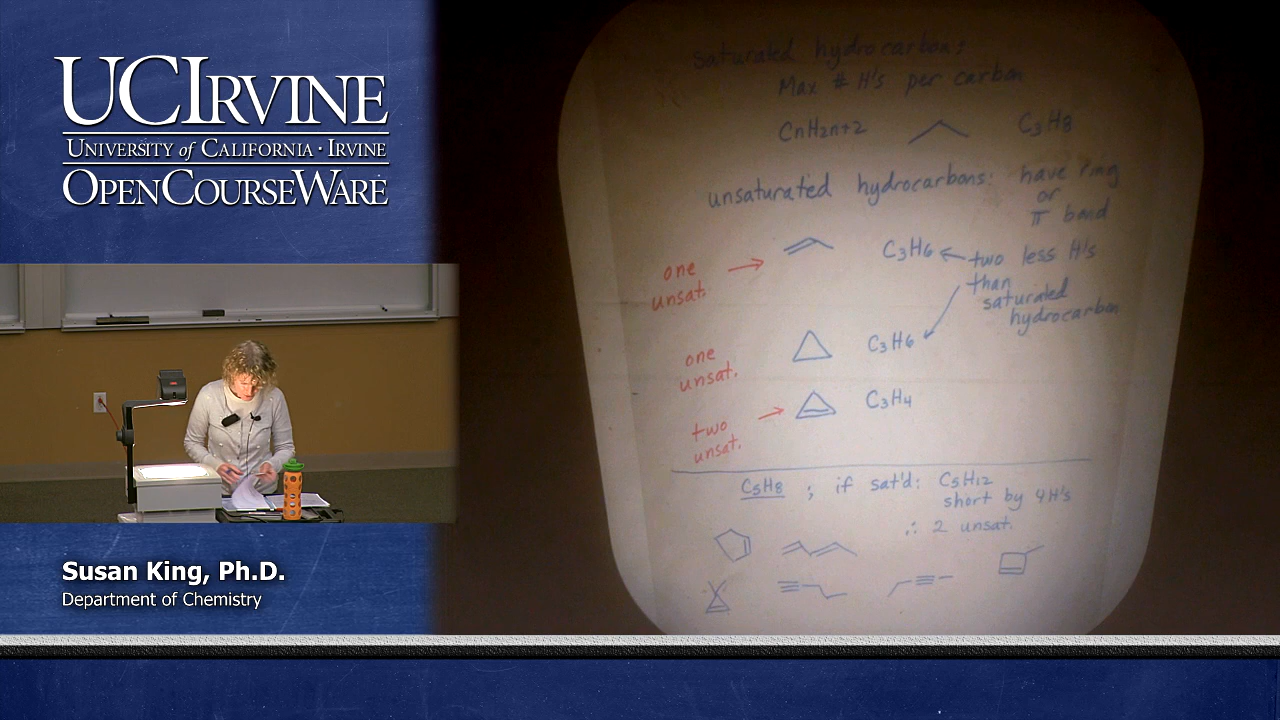 UCIRVINE
UNIVERSITY of CALIFORNIA · IRVINE
OPENCOURSEWARE
Susan King, Ph.D.
Department of Chemistry
saturated hydrocarbons:
Max # H's per carbon
CnH2n+2 C3H8
unsaturated hydrocarbons: have ring
or
π bond
one
unsat.
C3H6
two less H's
than
saturated
hydrocarbon
one
unsat.
C3H6
two
unsat.
C3H4
C5H8 ; if sat'd: C5H12
short by 4H's
∴ 2 unsat.